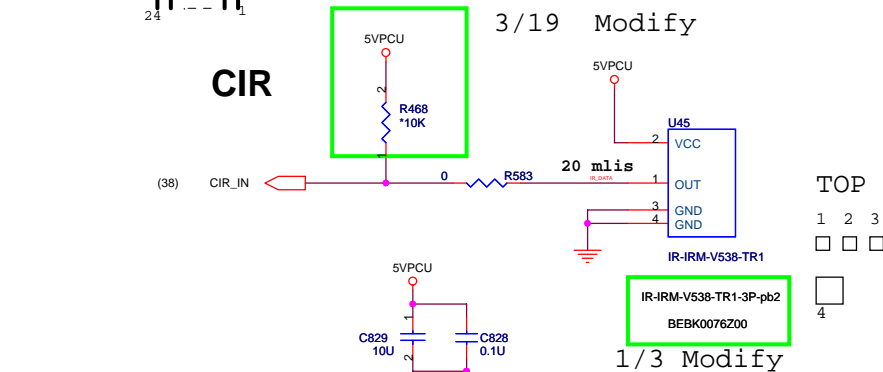 24
1
3/19 Modify
5VPCU
CIR
5VPCU
2
R468
*10K
U45
2
VCC
1
20 mlis
IR_DATA
(38)
CIR_IN
0
R583
1
OUT
TOP
3
GND
4
GND
1 2 3
IR-IRM-V538-TR1
5VPCU
IR-IRM-V538-TR1-3P-pb2
BEBK0076Z00
4
1
C829
10U
2
C828
0.1U
1/3 Modify